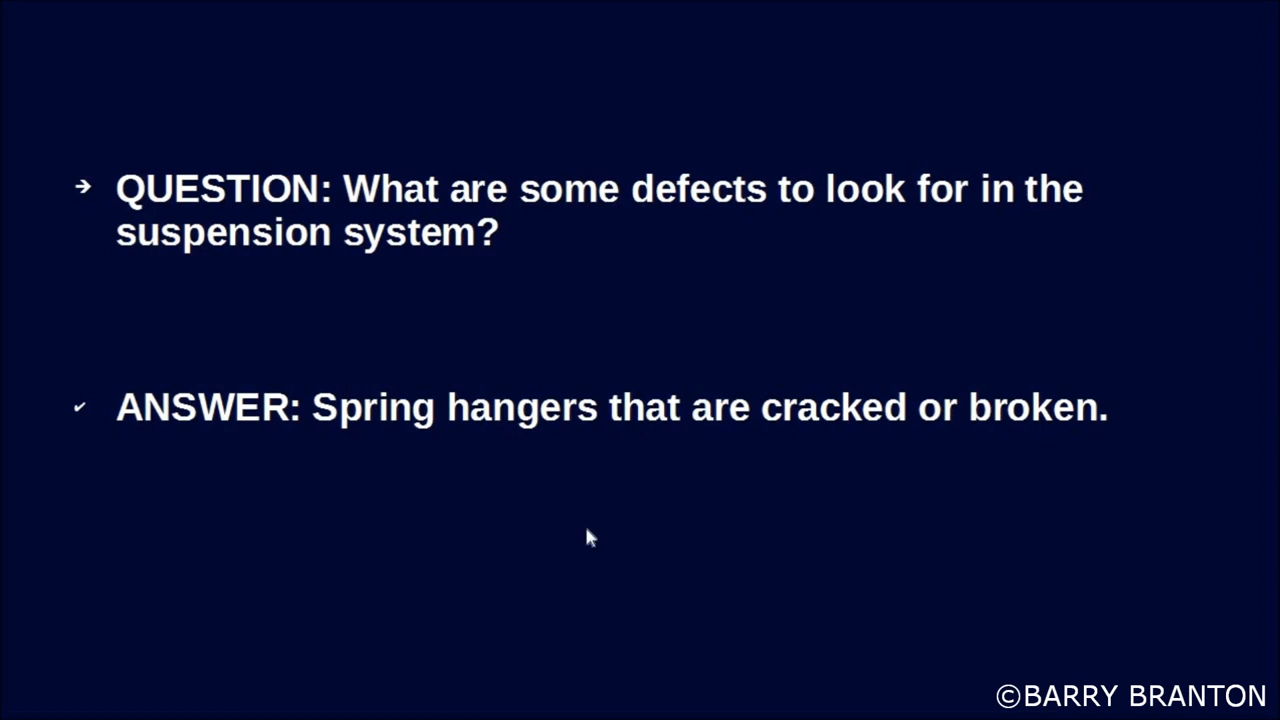 ➔ QUESTION: What are some defects to look for in the
suspension system?
✔ ANSWER: Spring hangers that are cracked or broken.
©BARRY BRANTON